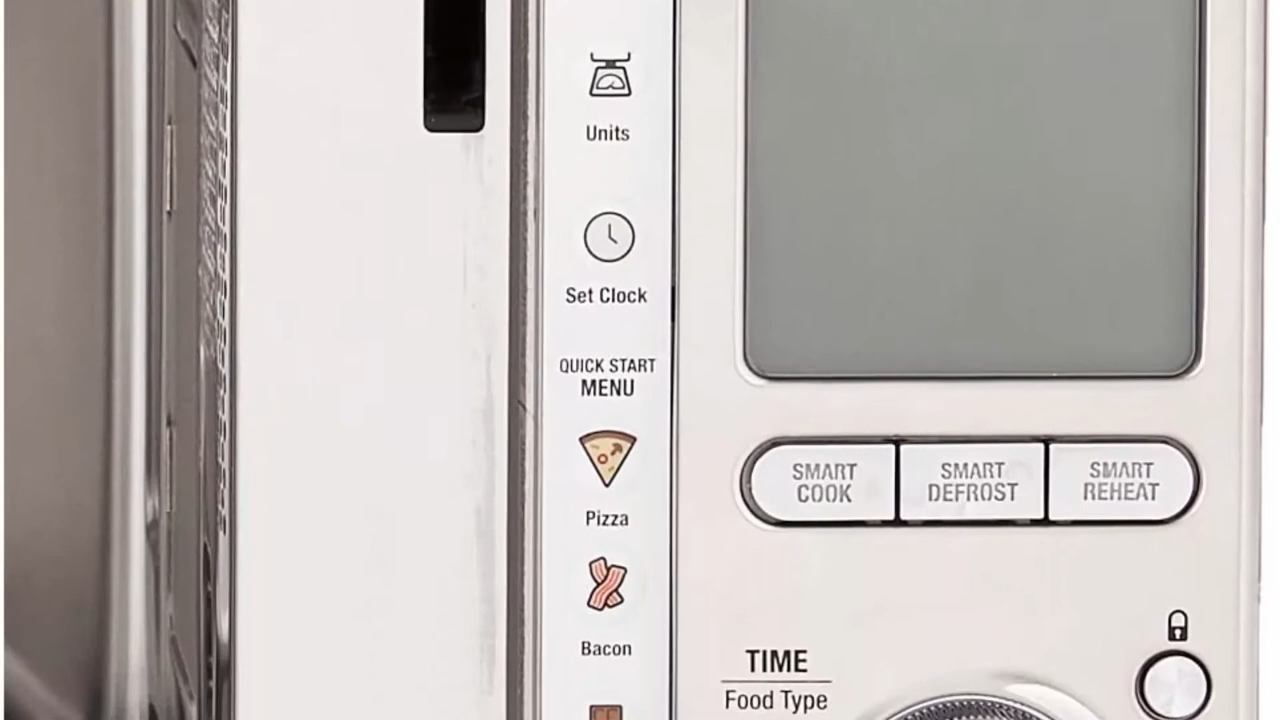 Units
Set Clock
QUICK START
MENU
Pizza
Bacon
SMART
COOK
SMART
DEFROST
SMART
REHEAT
TIME
Food Type